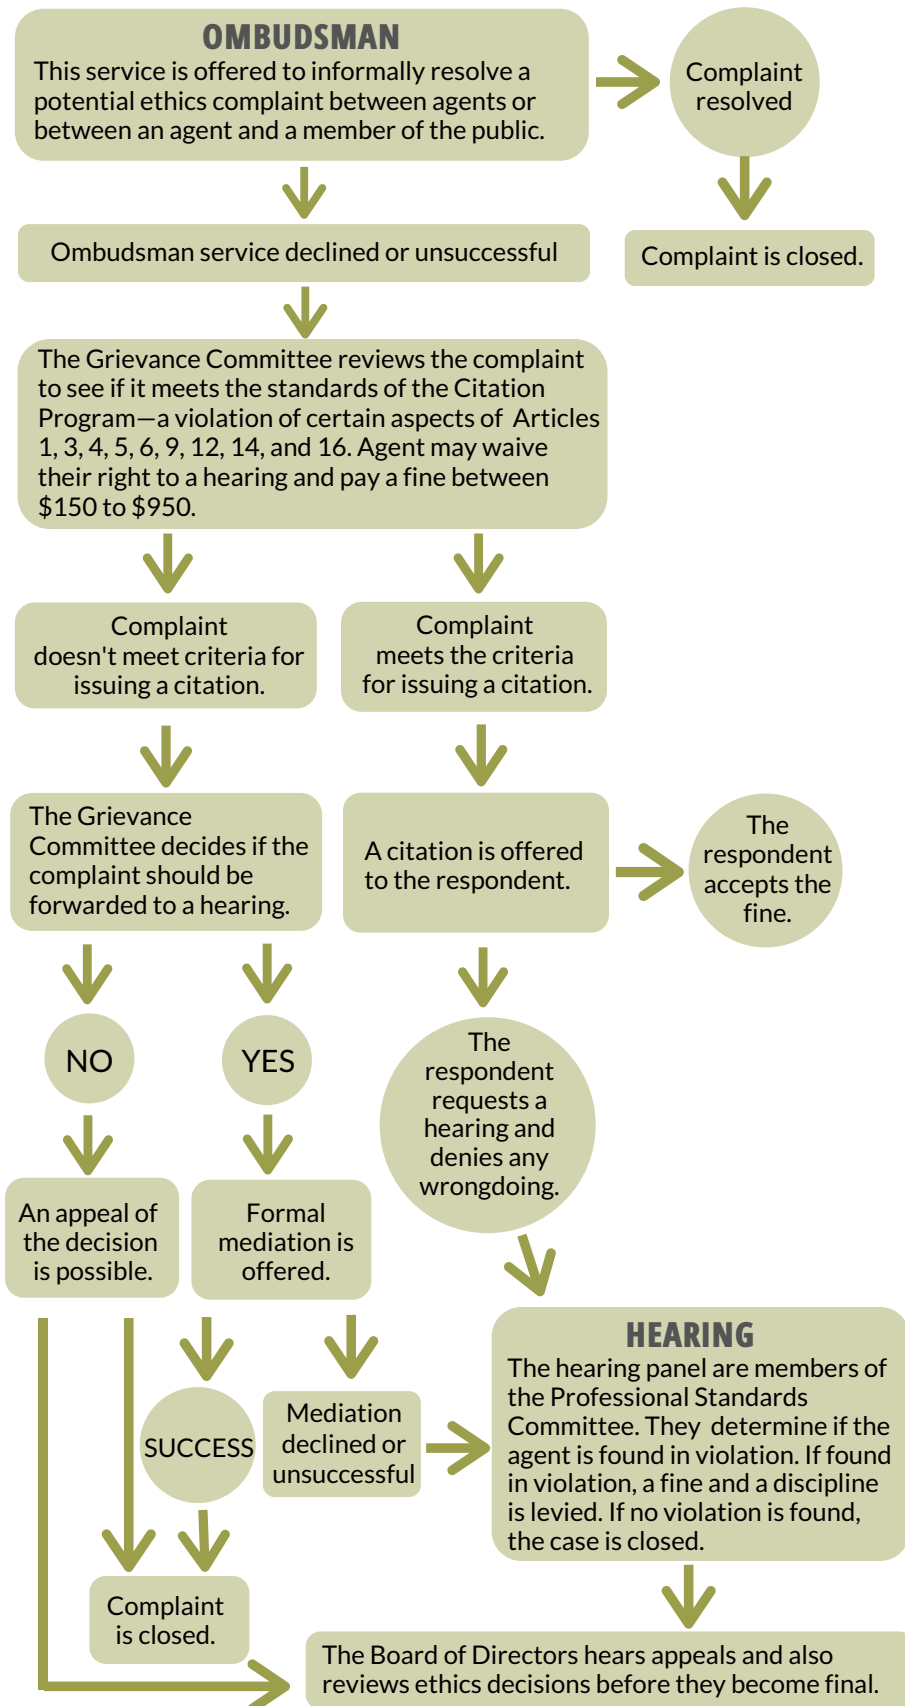 OMBUDSMAN
This service is offered to informally resolve a
potential ethics complaint between agents or
between an agent and a member of the public.
Complaint
resolved
Ombudsman service declined or unsuccessful
Complaint is closed.
The Grievance Committee reviews the complaint
to see if it meets the standards of the Citation
Program—a violation of certain aspects of Articles
1, 3, 4, 5, 6, 9, 12, 14, and 16. Agent may waive
their right to a hearing and pay a fine between
$150 to $950.
Complaint
doesn't meet criteria for
issuing a citation.
Complaint
meets the criteria
for issuing a citation.
The Grievance
Committee decides if the
complaint should be
forwarded to a hearing.
A citation is offered
to the respondent.
The
respondent
accepts the
fine.
NO
YES
The
respondent
requests a
hearing and
denies any
wrongdoing.
An appeal of
the decision
is possible.
Formal
mediation is
offered.
SUCCESS
Mediation
declined or
unsuccessful
HEARING
The hearing panel are members of
the Professional Standards
Committee. They determine if the
agent is found in violation. If found
in violation, a fine and a discipline
is levied. If no violation is found,
the case is closed.
Complaint
is closed.
The Board of Directors hears appeals and also
reviews ethics decisions before they become final.